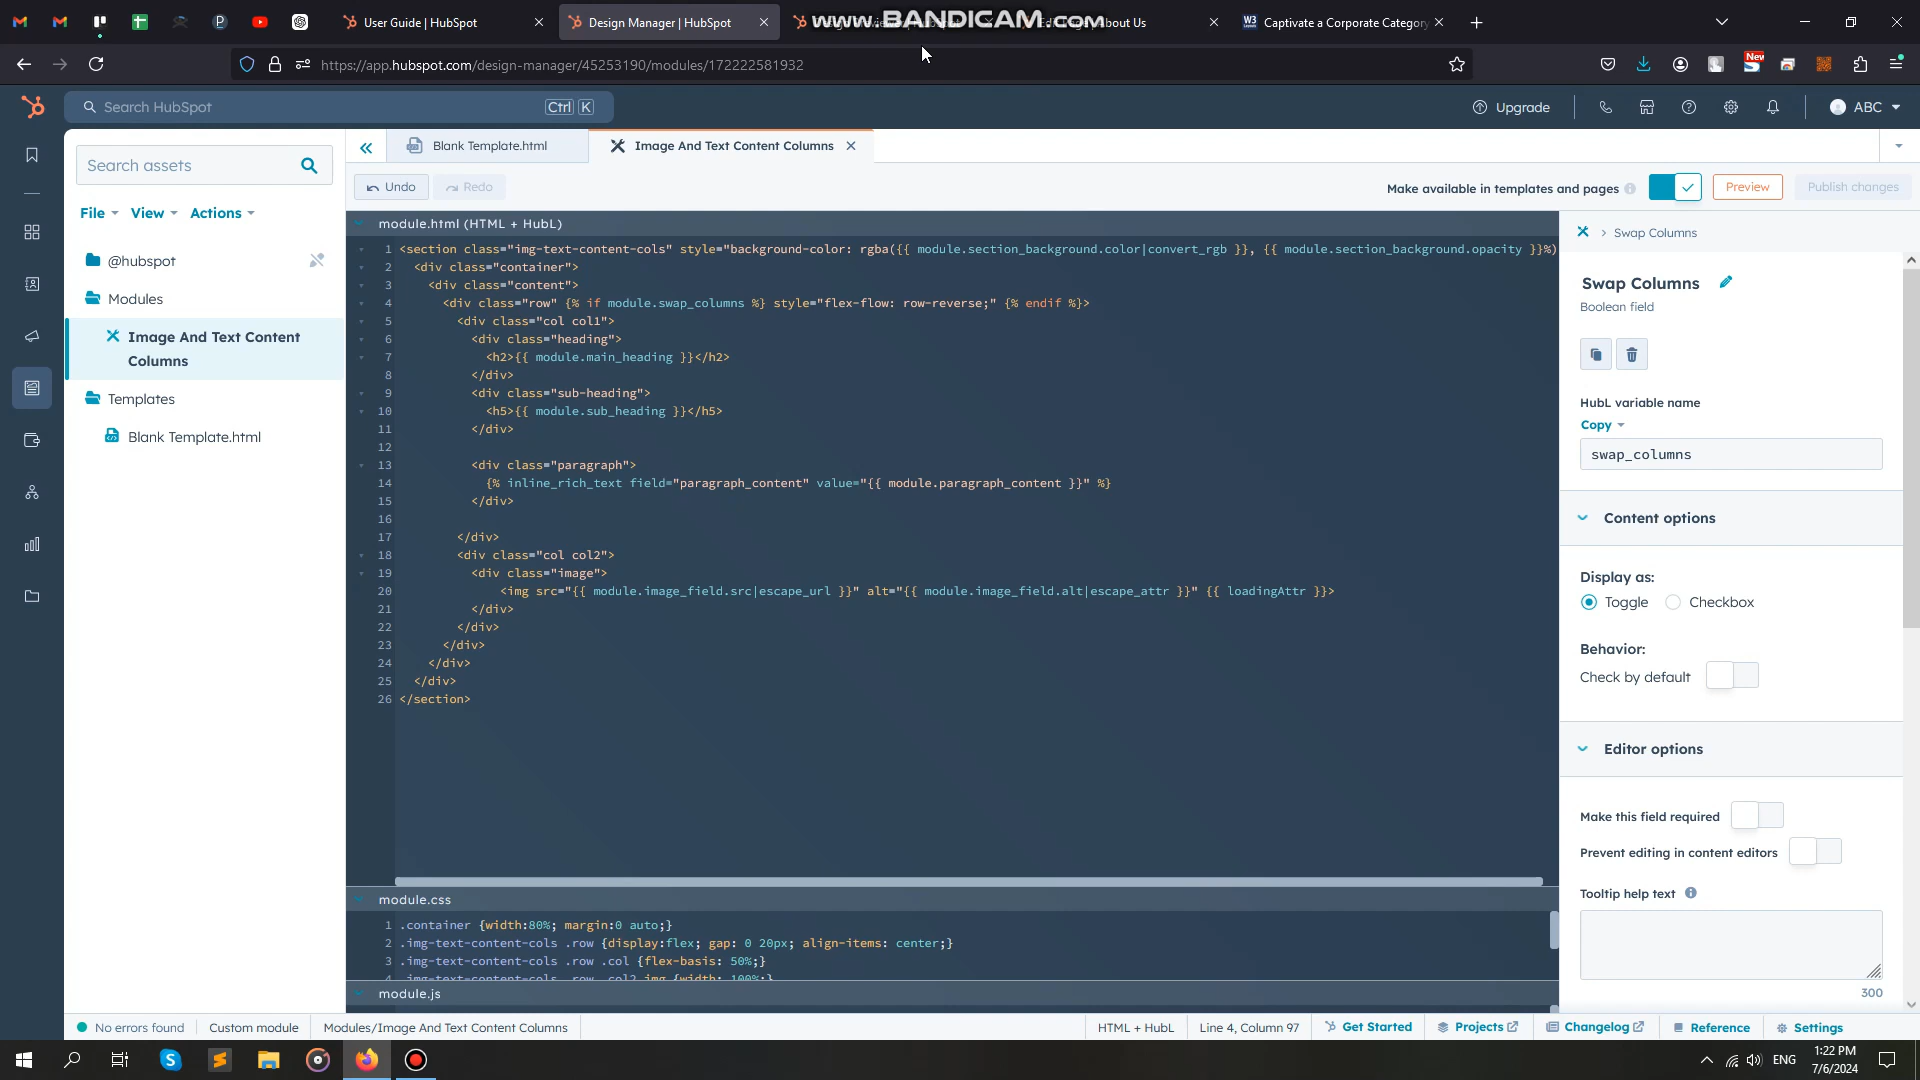 User Guide | HubSpot
Design Manager | HubSpot
About Us
Captivate a Corporate Category
WWW.BANDICAM.COM
https://app.hubspot.com/design-manager/45253190/modules/172222581932
New
Search HubSpot
Ctrl K
Upgrade
ABC
Search assets
File
View
Actions
@hubspot
Modules
Image And Text Content
Columns
Templates
Blank Template.html
Blank Template.html
Image And Text Content Columns
Undo
Redo
Make available in templates and pages
Preview
Publish changes
module.html (HTML + HubL)
1 <section class="img-text-content-cols" style="background-color: rgba({{ module.section_background.color|convert_rgb }}, {{ module.section_background.opacity }}%)
2 <div class="container">
3 <div class="content">
4 <div class="row" {% if module.swap_columns %} style="flex-flow: row-reverse;" {% endif %}>
5 <div class="col col1">
6 <div class="heading">
7 <h2>{{ module.main_heading }}</h2>
8 </div>
9 <div class="sub-heading">
10 <h5>{{ module.sub_heading }}</h5>
11 </div>
12
13 <div class="paragraph">
14 {% inline_rich_text field="paragraph_content" value="{{ module.paragraph_content }}" %}
15 </div>
16
17 </div>
18 <div class="col col2">
19 <div class="image">
20 <img src="{{ module.image_field.src|escape_url }}" alt="{{ module.image_field.alt|escape_attr }}" {{ loadingAttr }}>
21 </div>
22 </div>
23 </div>
24 </div>
25 </div>
26 </section>
module.css
1 .container {width:80%; margin:0 auto;}
2 .img-text-content-cols .row {display:flex; gap: 0 20px; align-items: center;}
3 .img-text-content-cols .row .col {flex-basis: 50%;}
4 .img-text-content-cols .row .col2 img {width: 100%;}
module.js
Swap Columns
Swap Columns
Boolean field
HubL variable name
Copy
swap_columns
Content options
Display as:
Toggle
Checkbox
Behavior:
Check by default
Editor options
Make this field required
Prevent editing in content editors
Tooltip help text
300
No errors found
Custom module
Modules/Image And Text Content Columns
HTML + HubL
Line 4, Column 97
Get Started
Projects
Changelog
Reference
Settings
ENG
1:22 PM
7/6/2024